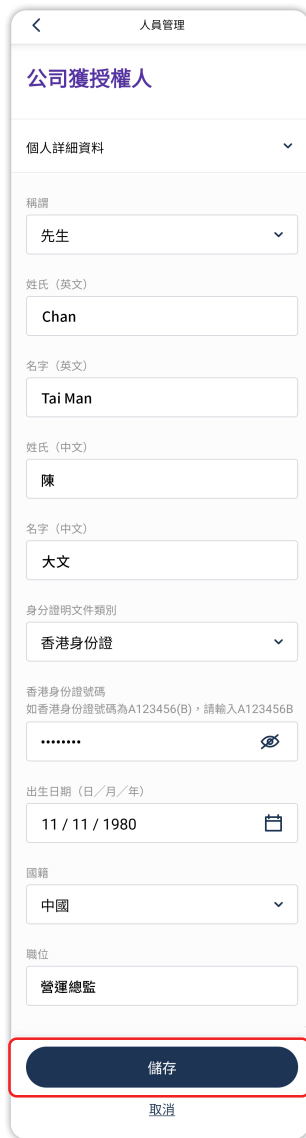 人員管理
公司獲授權人
個人詳細資料
稱謂
先生
姓氏（英文）
Chan
名字（英文）
Tai Man
姓氏（中文）
陳
名字（中文）
大文
身分證明文件類別
香港身份證
香港身份證號碼
如香港身份證號碼為A123456(B)，請輸入A123456B
••••••••
出生日期（日／月／年）
11 / 11 / 1980
國籍
中國
職位
營運總監
儲存
取消